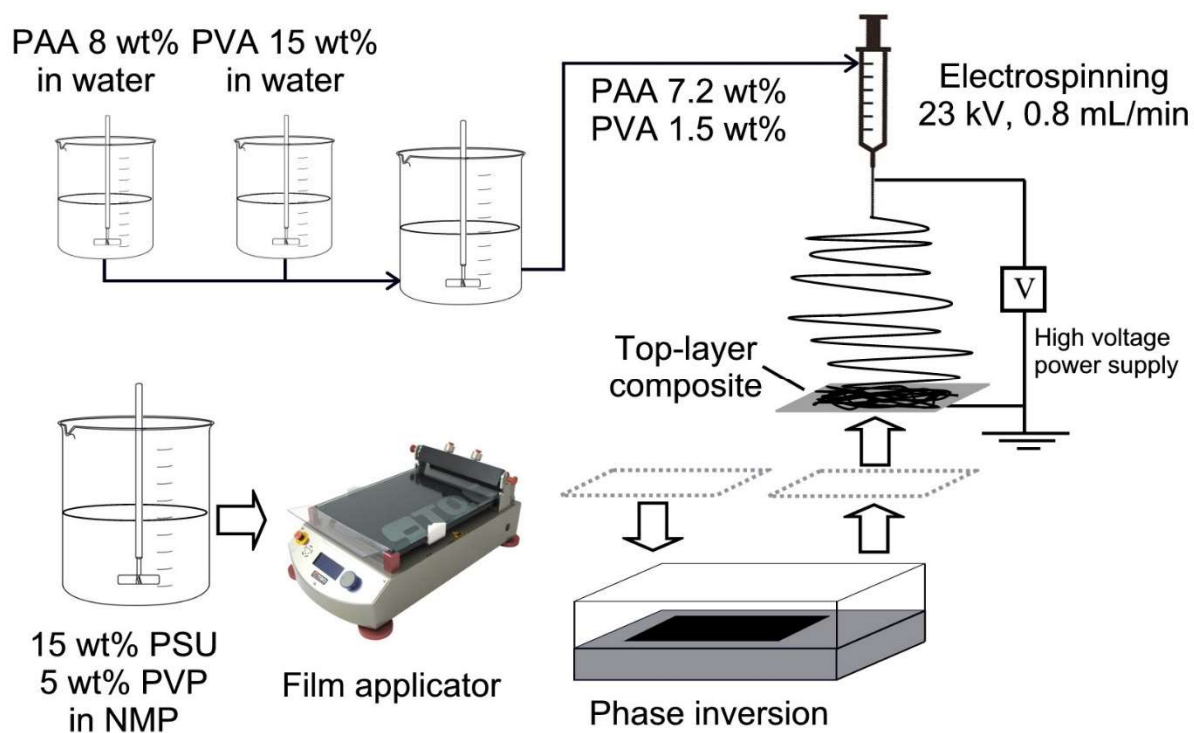 PAA 8 wt%
in water
PVA 15 wt%
in water
PAA 7.2 wt%
PVA 1.5 wt%
Electrospinning
23 kV, 0.8 mL/min
V
High voltage
power supply
Top-layer
composite
15 wt% PSU
5 wt% PVP
in NMP
Film applicator
Phase inversion